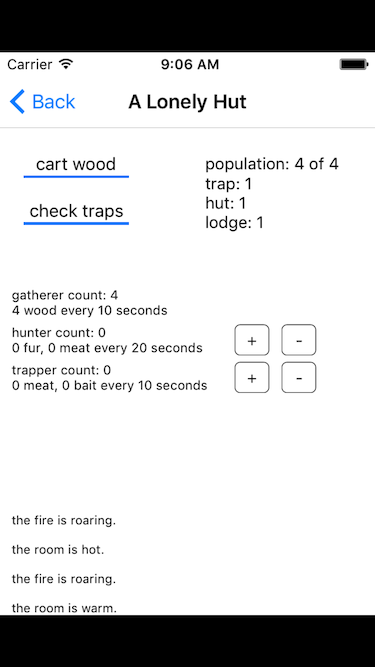 Carrier 9:06 AM
Back A Lonely Hut
cart wood
check traps
population: 4 of 4
trap: 1
hut: 1
lodge: 1
gatherer count: 4
4 wood every 10 seconds
hunter count: 0
0 fur, 0 meat every 20 seconds
+ -
trapper count: 0
0 meat, 0 bait every 10 seconds
+ -
the fire is roaring.
the room is hot.
the fire is roaring.
the room is warm.